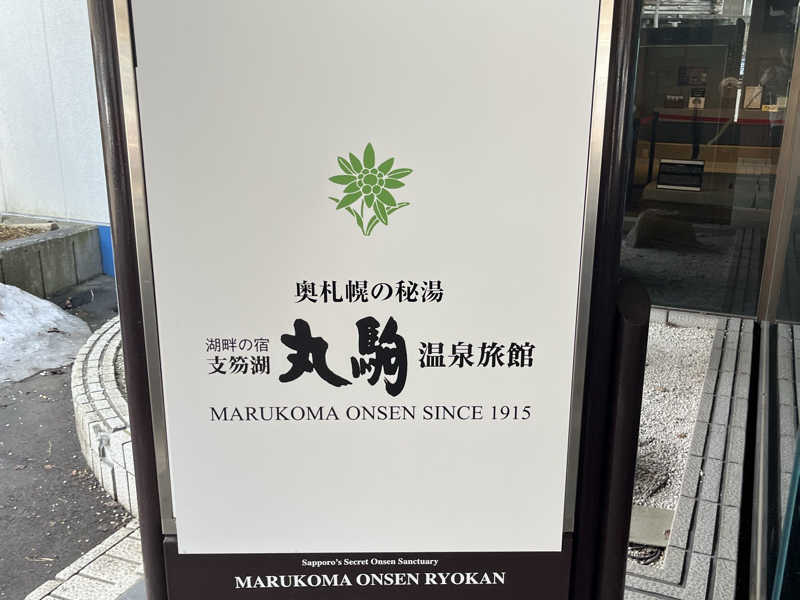 奥札幌の秘湯
湖畔の宿
支笏湖
丸駒
温泉旅館
MARUKOMA ONSEN SINCE 1915
Sapporo's Secret Onsen Sanctuary
MARUKOMA ONSEN RYOKAN